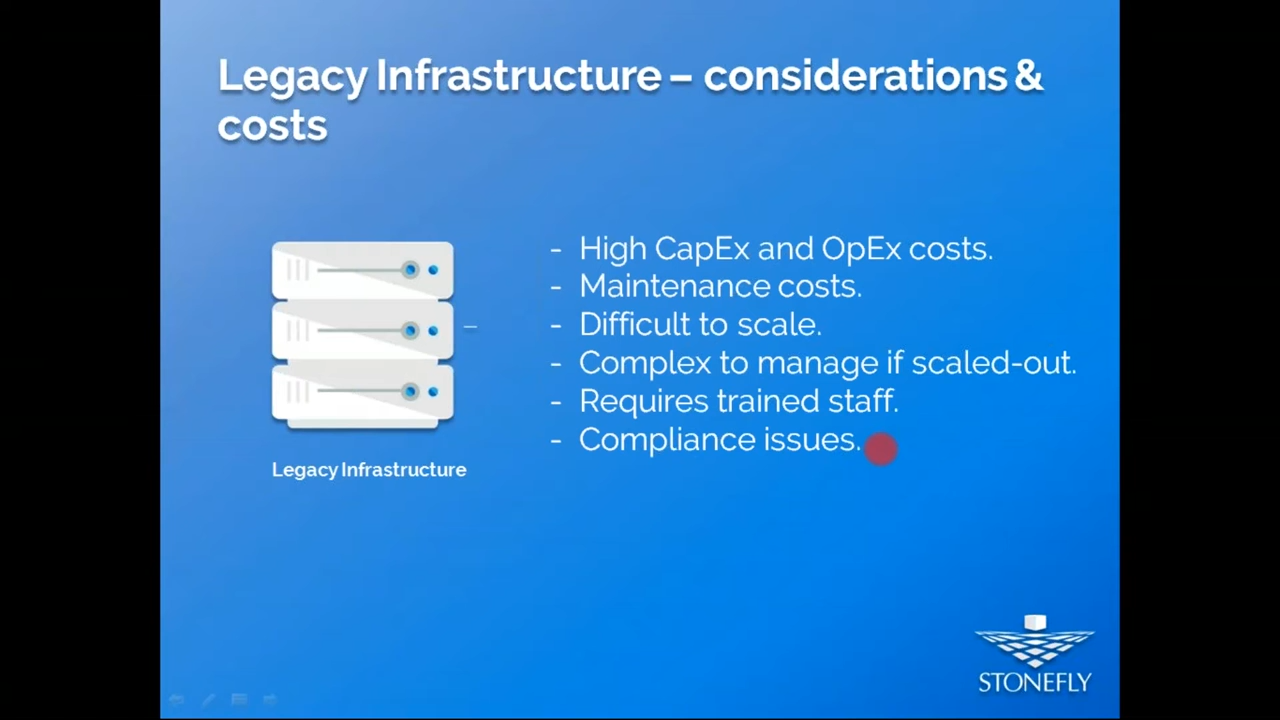 Legacy Infrastructure – considerations &
costs
- High CapEx and OpEx costs.
- Maintenance costs.
- Difficult to scale.
- Complex to manage if scaled-out.
- Requires trained staff.
- Compliance issues.
Legacy Infrastructure
STONEFLY